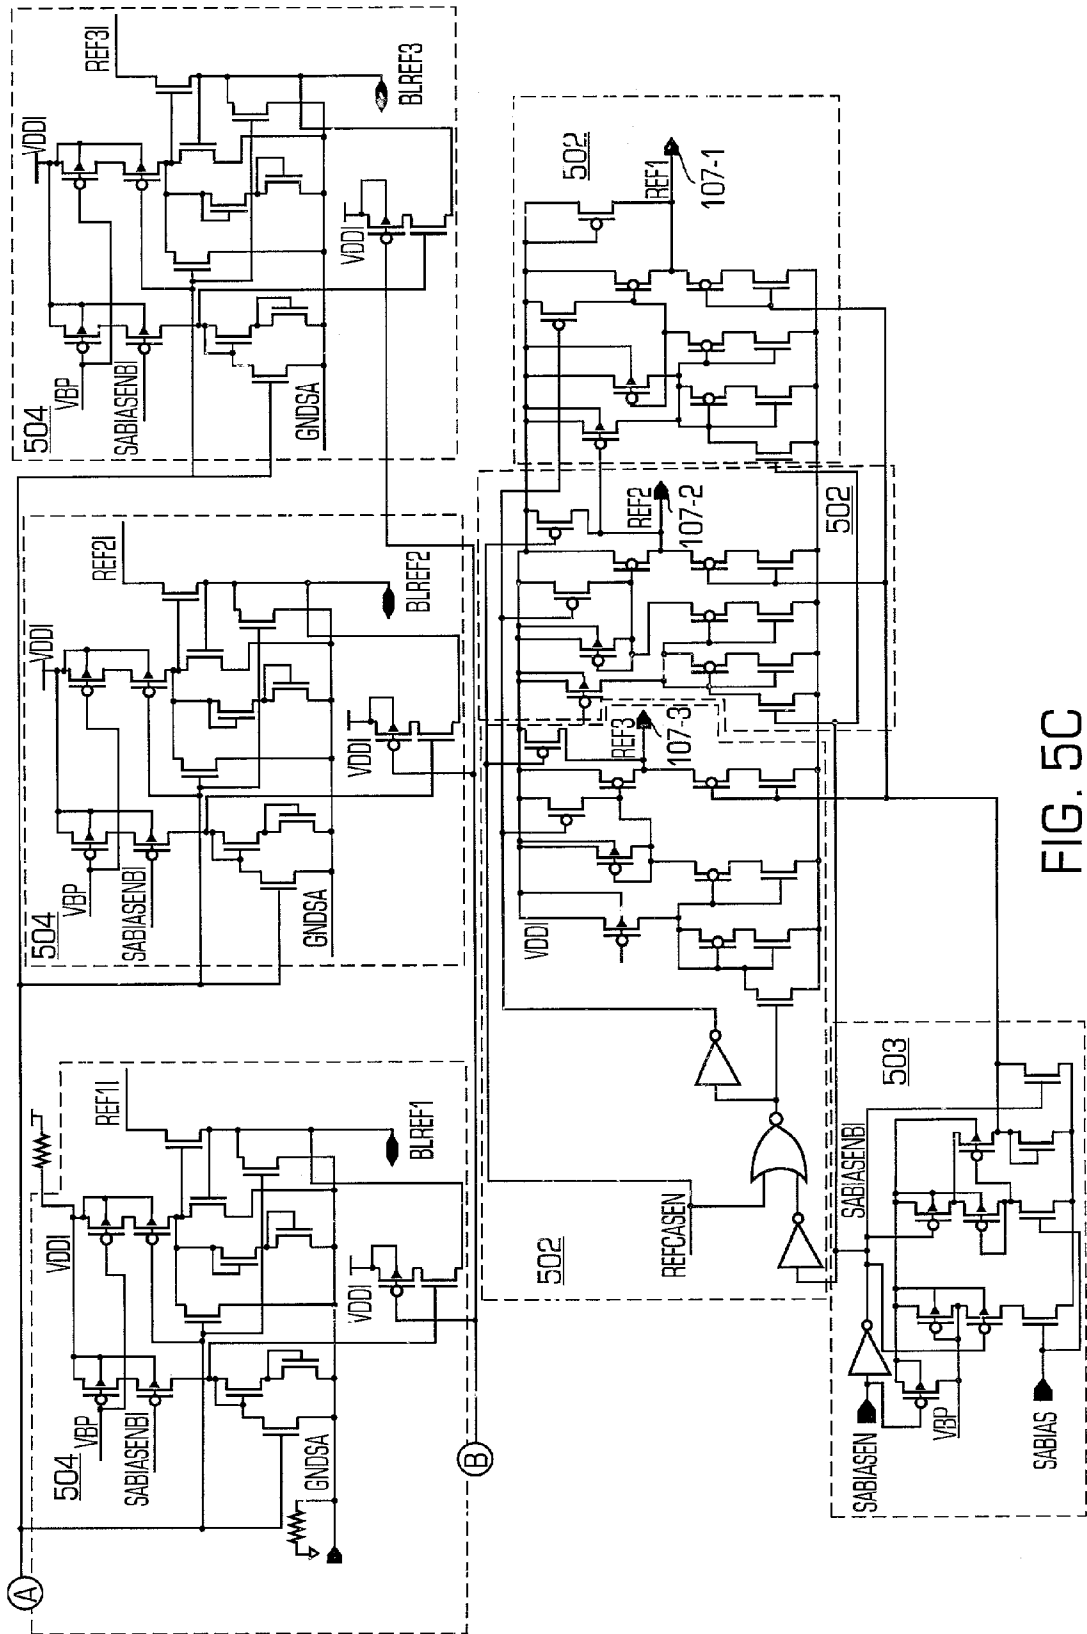 A
504
VBP
SABIASENBI
VDDI
REF1I
GNDSA
VDDI
BLREF1
B
504
VBP
SABIASENBI
VDDI
REF2I
GNDSA
VDDI
BLREF2
504
VBP
SABIASENBI
VDDI
REF3I
GNDSA
VDDI
BLREF3
502
REFCASEN
VDDI
REF3
107-3
REF2
107-2
502
502
REF1
107-1
SABIASEN
VBP
SABIAS
SABIASENBI
503
FIG. 5C